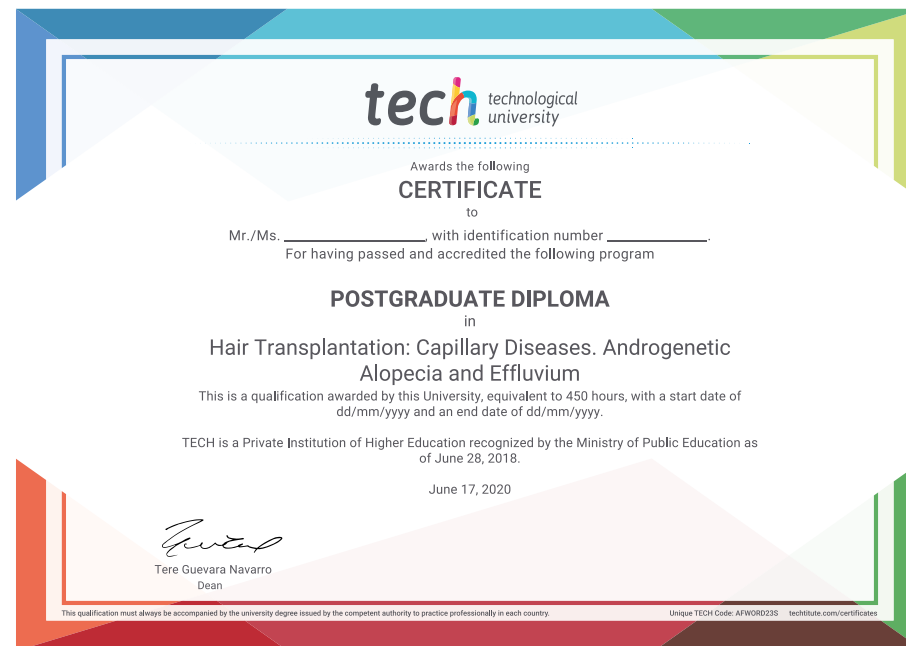 tech technological
university
Awards the following
CERTIFICATE
to
Mr./Ms. ____________________, with identification number ______________.
For having passed and accredited the following program
POSTGRADUATE DIPLOMA
in
Hair Transplantation: Capillary Diseases. Androgenetic
Alopecia and Effluvium
This is a qualification awarded by this University, equivalent to 450 hours, with a start date of
dd/mm/yyyy and an end date of dd/mm/yyyy.
TECH is a Private Institution of Higher Education recognized by the Ministry of Public Education as
of June 28, 2018.
June 17, 2020
Tere Guevara Navarro
Dean
This qualification must always be accompanied by the university degree issued by the competent authority to practice professionally in each country.
Unique TECH Code: AFWORD23S techtitute.com/certificates